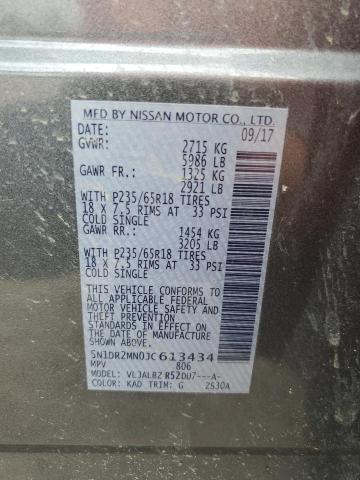 MFD BY NISSAN MOTOR CO., LTD.
DATE: 09/17
GVWR: 2715 KG
5986 LB
GAWR FR.: 1325 KG
2921 LB
WITH P235/65R18 TIRES
18 X 7.5 RIMS AT 33 PSI
COLD SINGLE
GAWR RR.: 1454 KG
3205 LB
WITH P235/65R18 TIRES
18 X 7.5 RIMS AT 33 PSI
COLD SINGLE
THIS VEHICLE CONFORMS TO ALL
APPLICABLE FEDERAL MOTOR
VEHICLE SAFETY AND
THEFT PREVENTION
STANDARDS IN EFFECT ON
THE DATE OF MANUFACTURE
SHOWN ABOVE
5N1DR2MN0JC613434
MPV 806
MODEL: VLJALBZ R52DU7---A-
COLOR: KAD TRIM: G 2S30A